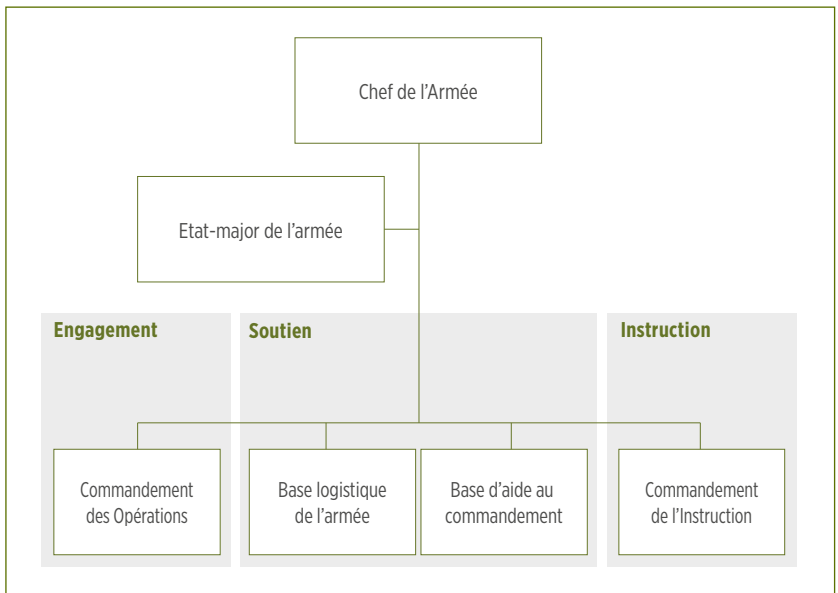 Chef de l'Armée
Etat-major de l'armée
Engagement
Soutien
Instruction
Commandement
des Opérations
Base logistique
de l'armée
Base d'aide au
commandement
Commandement
de l'Instruction